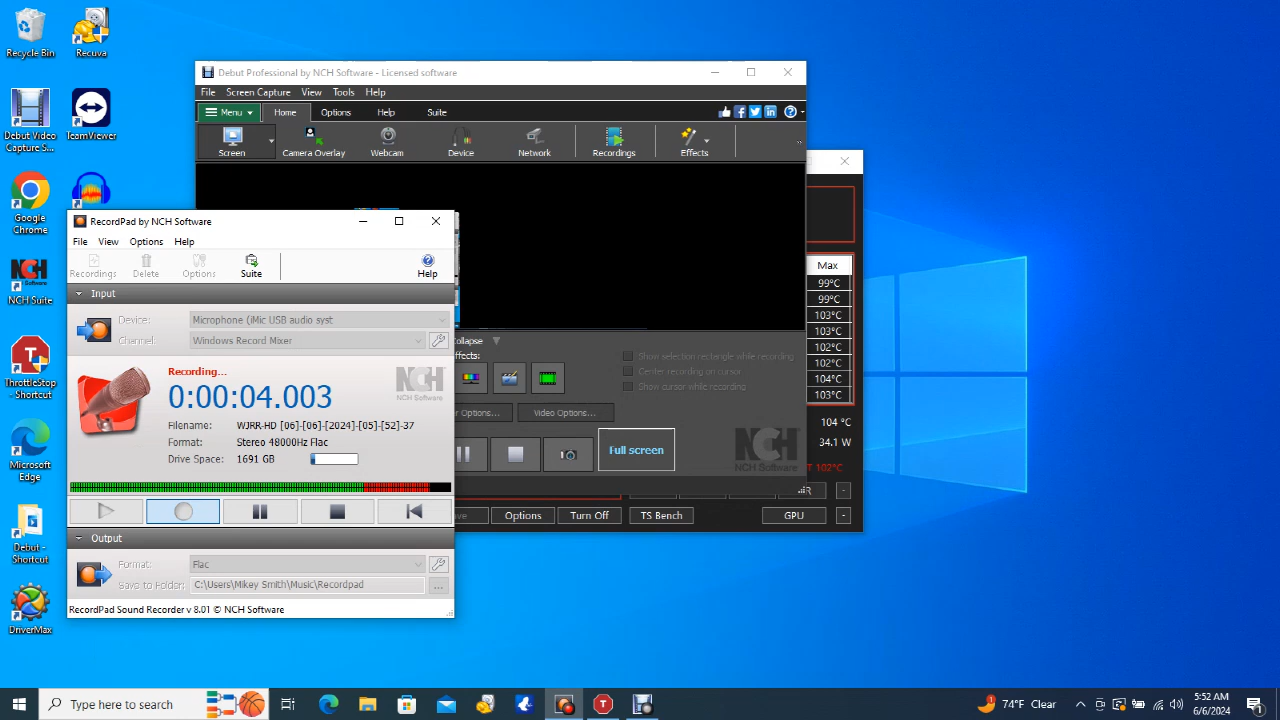 Recycle Bin
Recuva
Debut Video
Capture S...
TeamViewer
Google
Chrome
NCH Suite
ThrottleStop
- Shortcut
Microsoft
Edge
Debut -
Shortcut
DriverMax
Debut Professional by NCH Software - Licensed software
File Screen Capture View Tools Help
Menu Home Options Help Suite
Screen Camera Overlay Webcam Device Network Recordings Effects
RecordPad by NCH Software
File View Options Help
Recordings Delete Options Suite Help
Input
Device: Microphone (iMic USB audio syst
Channel: Windows Record Mixer
Recording...
0:00:04.003
NCH
NCH Software
Filename: WJRR-HD [06]-[06]-[2024]-[05]-[52]-37
Format: Stereo 48000Hz Flac
Drive Space: 1691 GB
Output
Format: Flac
Save to Folder: C:\Users\Mikey Smith\Music\Recordpad
...
RecordPad Sound Recorder v 8.01 © NCH Software
ollapse
ffects:
Show selection rectangle while recording
Center recording on cursor
Show cursor while recording
r Options... Video Options...
Full screen
NCH
NCH Software
Max
99°C
99°C
103°C
103°C
102°C
102°C
104°C
103°C
104 °C
34.1 W
T 102°C
ave Options Turn Off TS Bench GPU -
Type here to search
74°F Clear
5:52 AM
6/6/2024
1